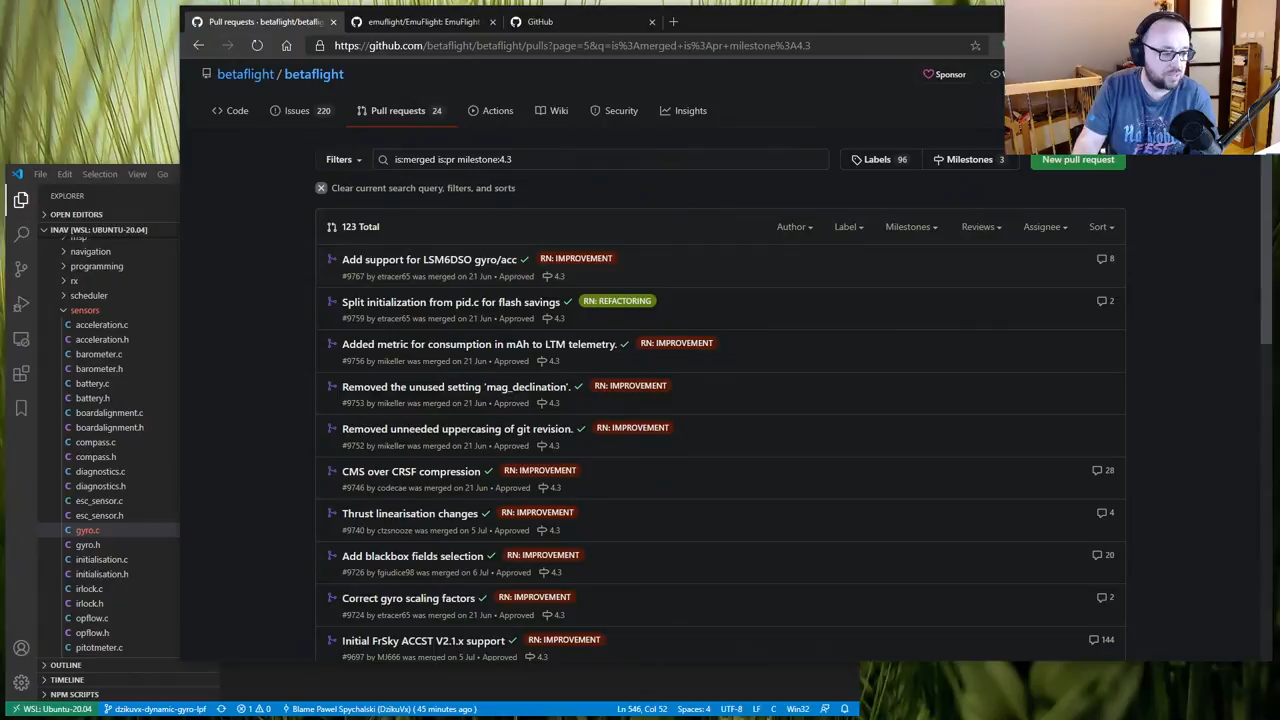 Pull requests · betaflight/betafli
emuflight/EmuFlight: EmuFlight
GitHub
https://github.com/betaflight/betaflight/pulls?page=5&q=is%3Amerged+is%3Apr+milestone%3A4.3
betaflight / betaflight
Sponsor
Code
Issues 220
Pull requests 24
Actions
Wiki
Security
Insights
Filters
is:merged is:pr milestone:4.3
Labels 96
Milestones 3
New pull request
Clear current search query, filters, and sorts
123 Total
Author
Label
Milestones
Reviews
Assignee
Sort
Add support for LSM6DSO gyro/acc RN: IMPROVEMENT 8
#9767 by etracer65 was merged on 21 Jun • Approved 4.3
Split initialization from pid.c for flash savings RN: REFACTORING 2
#9759 by etracer65 was merged on 21 Jun • Approved 4.3
Added metric for consumption in mAh to LTM telemetry. RN: IMPROVEMENT
#9756 by mikeller was merged on 21 Jun • Approved 4.3
Removed the unused setting 'mag_declination'. RN: IMPROVEMENT
#9753 by mikeller was merged on 21 Jun • Approved 4.3
Removed unneeded uppercasing of git revision. RN: IMPROVEMENT
#9752 by mikeller was merged on 21 Jun • Approved 4.3
CMS over CRSF compression RN: IMPROVEMENT 28
#9746 by codecae was merged on 21 Jun • Approved 4.3
Thrust linearisation changes RN: IMPROVEMENT 4
#9740 by ctzsnooze was merged on 5 Jul • Approved 4.3
Add blackbox fields selection RN: IMPROVEMENT 20
#9726 by fgiudice98 was merged on 6 Jul • Approved 4.3
Correct gyro scaling factors RN: IMPROVEMENT 2
#9724 by etracer65 was merged on 21 Jun • Approved 4.3
Initial FrSky ACCST V2.1.x support RN: IMPROVEMENT 144
#9697 by MJ666 was merged on 5 Jul • Approved 4.3
File Edit Selection View Go
EXPLORER
OPEN EDITORS
INAV [WSL: UBUNTU-20.04]
msp
navigation
programming
rx
scheduler
sensors
acceleration.c
acceleration.h
barometer.c
barometer.h
battery.c
battery.h
boardalignment.c
boardalignment.h
compass.c
compass.h
diagnostics.c
diagnostics.h
esc_sensor.c
esc_sensor.h
gyro.c
gyro.h
initialisation.c
initialisation.h
irlock.c
irlock.h
opflow.c
opflow.h
pitotmeter.c
OUTLINE
TIMELINE
NPM SCRIPTS
WSL: Ubuntu-20.04 dzikuvx-dynamic-gyro-lpf 1 0 Blame Pawel Spychalski (DzikuVx) ( 45 minutes ago ) Ln 546, Col 52 Spaces: 4 UTF-8 LF C Win32